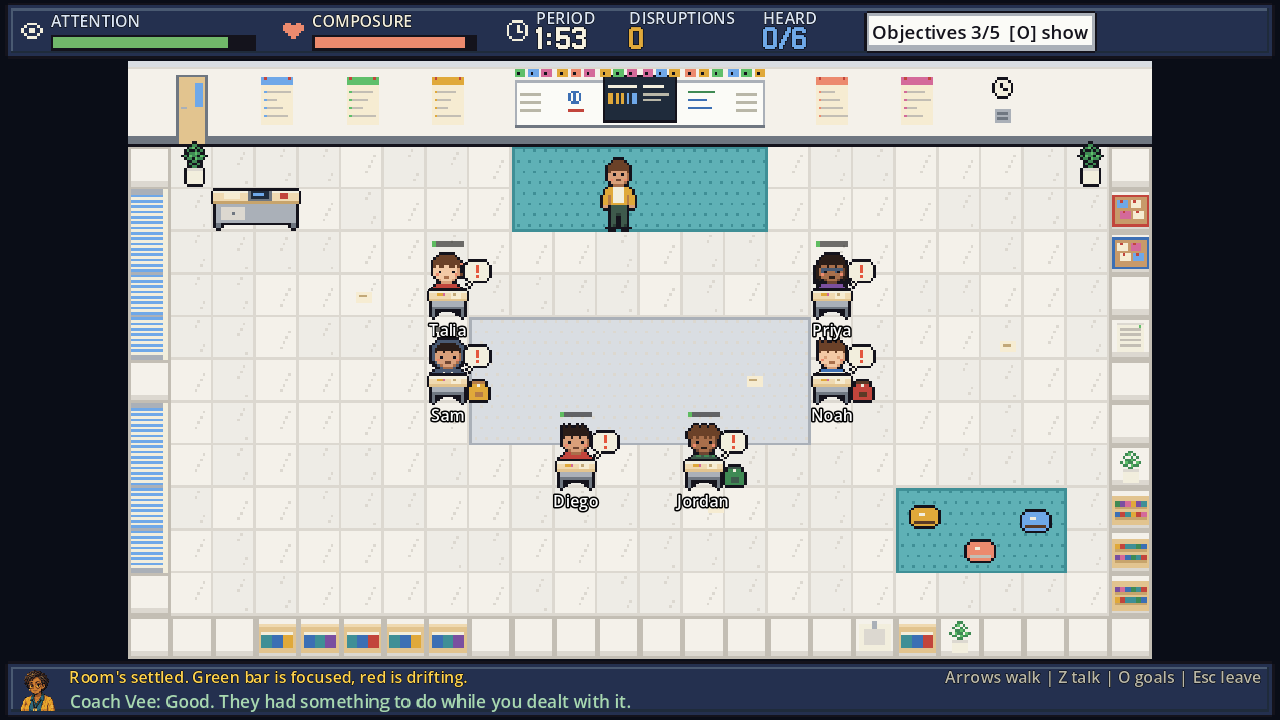 ATTENTION
COMPOSURE
PERIOD
1:53
DISRUPTIONS
0
HEARD
0/6
Objectives 3/5 [O] show
Talia
Priya
Sam
Noah
Diego
Jordan
Room's settled. Green bar is focused, red is drifting.
Arrows walk | Z talk | O goals | Esc leave
Coach Vee: Good. They had something to do while you dealt with it.